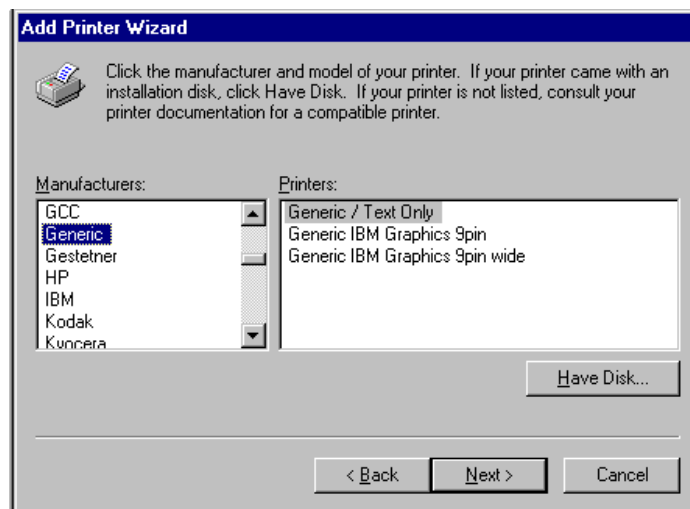 Add Printer Wizard
Click the manufacturer and model of your printer. If your printer came with an
installation disk, click Have Disk. If your printer is not listed, consult your
printer documentation for a compatible printer.
Manufacturers:
GCC
Generic
Gestetner
HP
IBM
Kodak
Kyocera
Printers:
Generic / Text Only
Generic IBM Graphics 9pin
Generic IBM Graphics 9pin wide
Have Disk...
< Back
Next >
Cancel